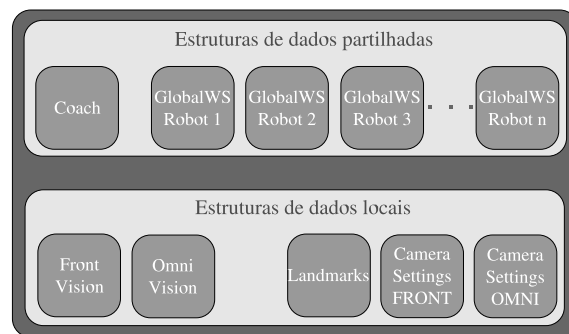 Estruturas de dados partilhadas
Coach
GlobalWS
Robot 1
GlobalWS
Robot 2
GlobalWS
Robot 3
GlobalWS
Robot n
Estruturas de dados locais
Front
Vision
Omni
Vision
Landmarks
Camera
Settings
FRONT
Camera
Settings
OMNI